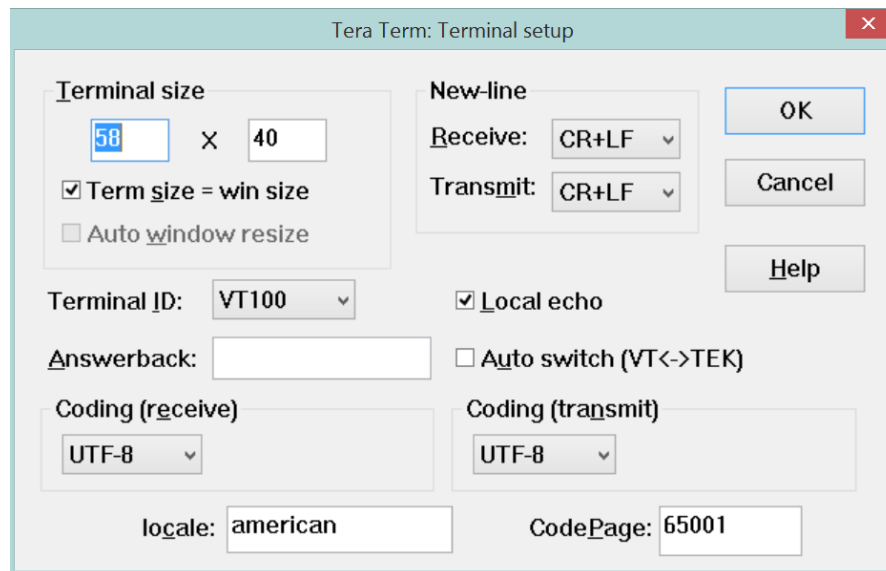 Tera Term: Terminal setup
Terminal size
58 X 40
Term size = win size
Auto window resize
New-line
Receive: CR+LF
Transmit: CR+LF
OK
Cancel
Help
Terminal ID: VT100
Local echo
Answerback:
Auto switch (VT<->TEK)
Coding (receive)
UTF-8
Coding (transmit)
UTF-8
locale: american
CodePage: 65001